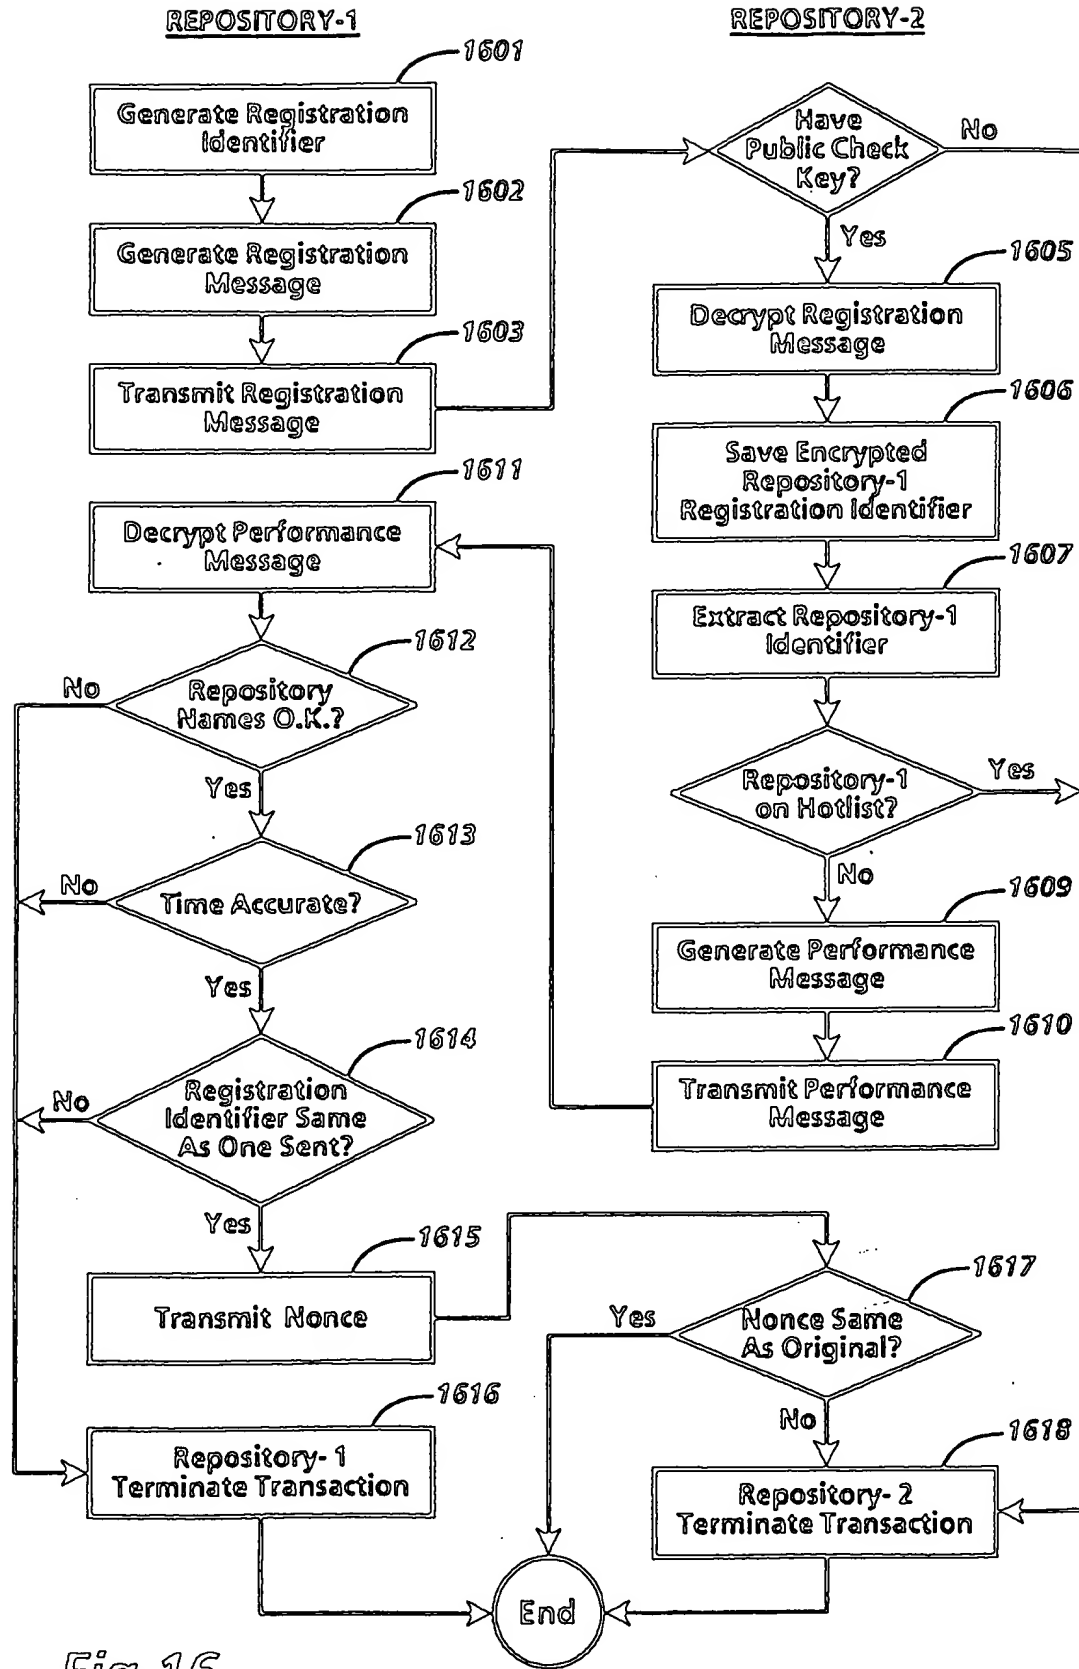 REPOSITORY-1
1601
Generate Registration
Identifier
1602
Generate Registration
Message
1603
Transmit Registration
Message
1611
Decrypt Performance
Message
1612
Repository
Names O.K.?
No
Yes
1613
Time Accurate?
No
Yes
1614
Registration
Identifier Same
As One Sent?
No
Yes
1615
Transmit Nonce
1616
Repository- 1
Terminate Transaction
REPOSITORY-2
Have
Public Check
Key?
No
Yes
1605
Decrypt Registration
Message
1606
Save Encrypted
Repository-1
Registration Identifier
1607
Extract Repository-1
Identifier
Repository-1
on Hotlist?
Yes
No
1609
Generate Performance
Message
1610
Transmit Performance
Message
1617
Nonce Same
As Original?
Yes
No
1618
Repository- 2
Terminate Transaction
End
Fig. 16